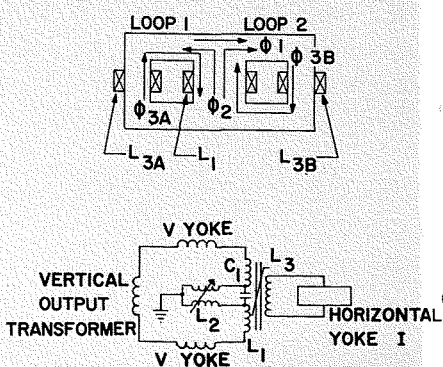 LOOP 1 LOOP 2
Φ1
Φ3B
Φ2
Φ3A
L3A L1 L3B
V YOKE
L3
C1
VERTICAL
OUTPUT
TRANSFORMER
L2
HORIZONTAL
YOKE I
V YOKE L1